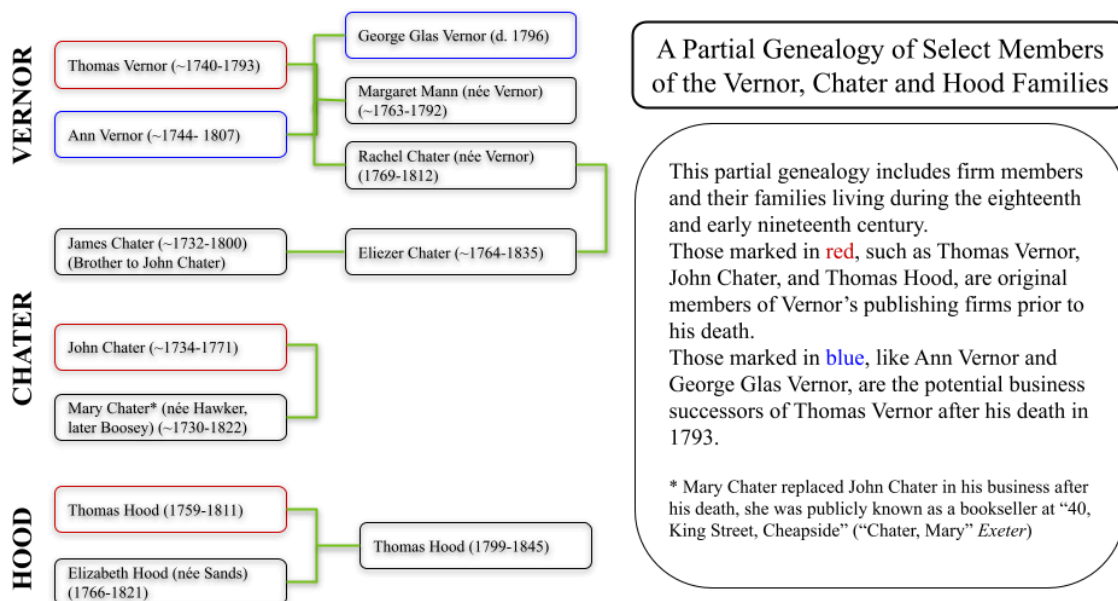 VERNOR
Thomas Vernor (~1740-1793)
Ann Vernor (~1744- 1807)
George Glas Vernor (d. 1796)
Margaret Mann (née Vernor)
(~1763-1792)
Rachel Chater (née Vernor)
(1769-1812)
CHATER
James Chater (~1732-1800)
(Brother to John Chater)
Eliezer Chater (~1764-1835)
John Chater (~1734-1771)
Mary Chater* (née Hawker,
later Boosey) (~1730-1822)
HOOD
Thomas Hood (1759-1811)
Elizabeth Hood (née Sands)
(1766-1821)
Thomas Hood (1799-1845)
A Partial Genealogy of Select Members
of the Vernor, Chater and Hood Families
This partial genealogy includes firm members
and their families living during the eighteenth
and early nineteenth century.
Those marked in red, such as Thomas Vernor,
John Chater, and Thomas Hood, are original
members of Vernor’s publishing firms prior to
his death.
Those marked in blue, like Ann Vernor and
George Glas Vernor, are the potential business
successors of Thomas Vernor after his death in
1793.
* Mary Chater replaced John Chater in his business after
his death, she was publicly known as a bookseller at “40,
King Street, Cheapside” (“Chater, Mary” Exeter)